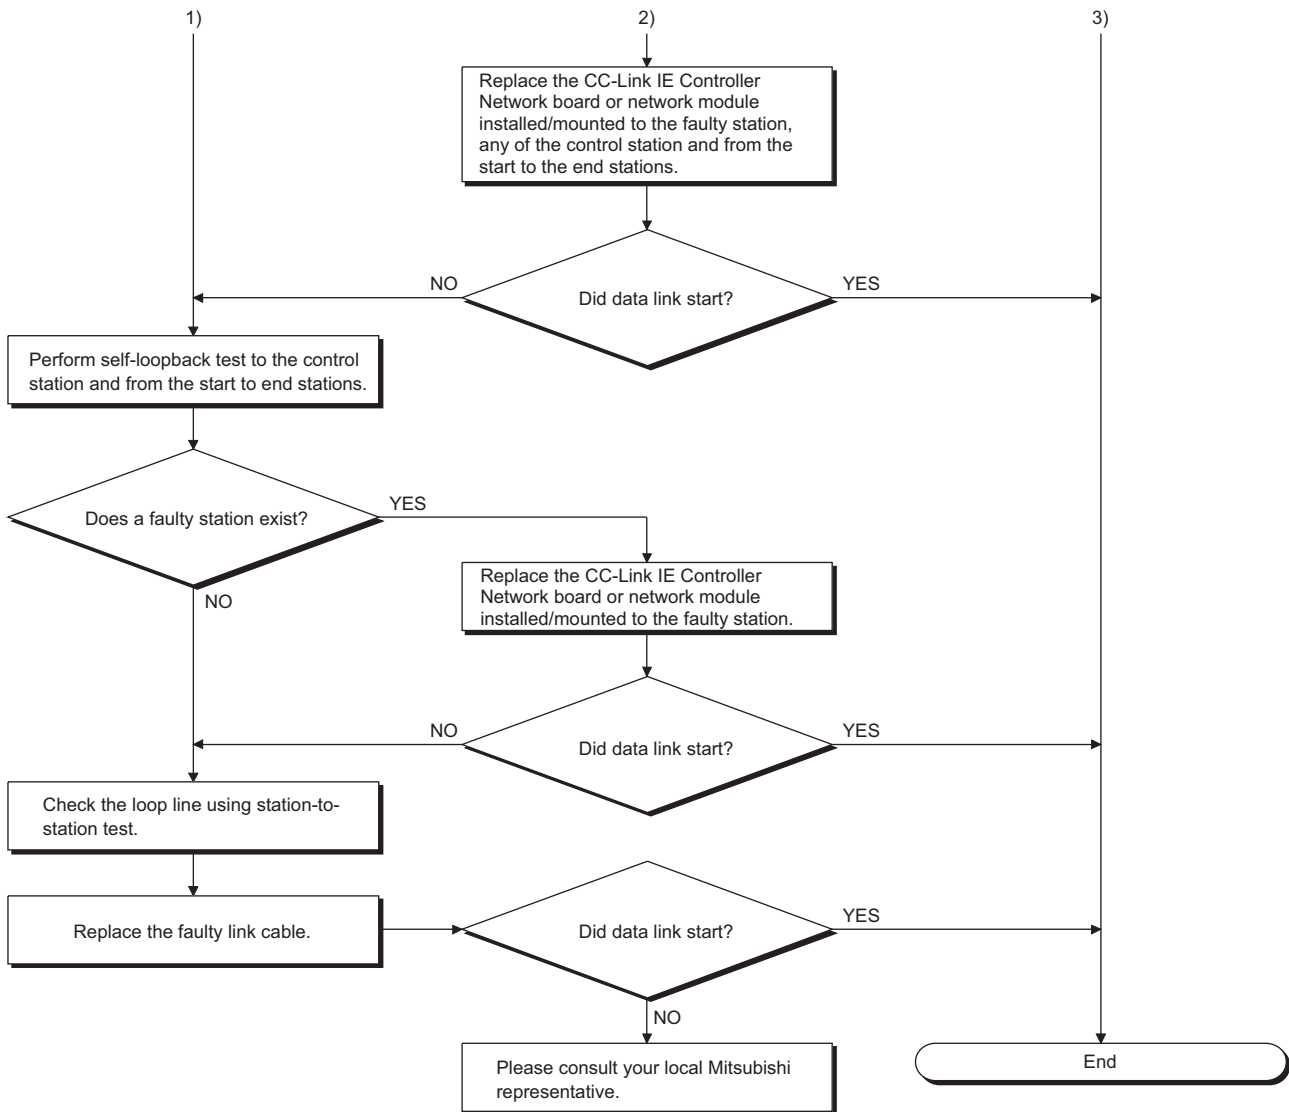 1)
2)
3)
Replace the CC-Link IE Controller
Network board or network module
installed/mounted to the faulty station,
any of the control station and from the
start to the end stations.
NO
Did data link start?
YES
Perform self-loopback test to the control
station and from the start to end stations.
Does a faulty station exist?
YES
NO
Replace the CC-Link IE Controller
Network board or network module
installed/mounted to the faulty station.
NO
Did data link start?
YES
Check the loop line using station-to-
station test.
Replace the faulty link cable.
Did data link start?
YES
NO
Please consult your local Mitsubishi
representative.
End